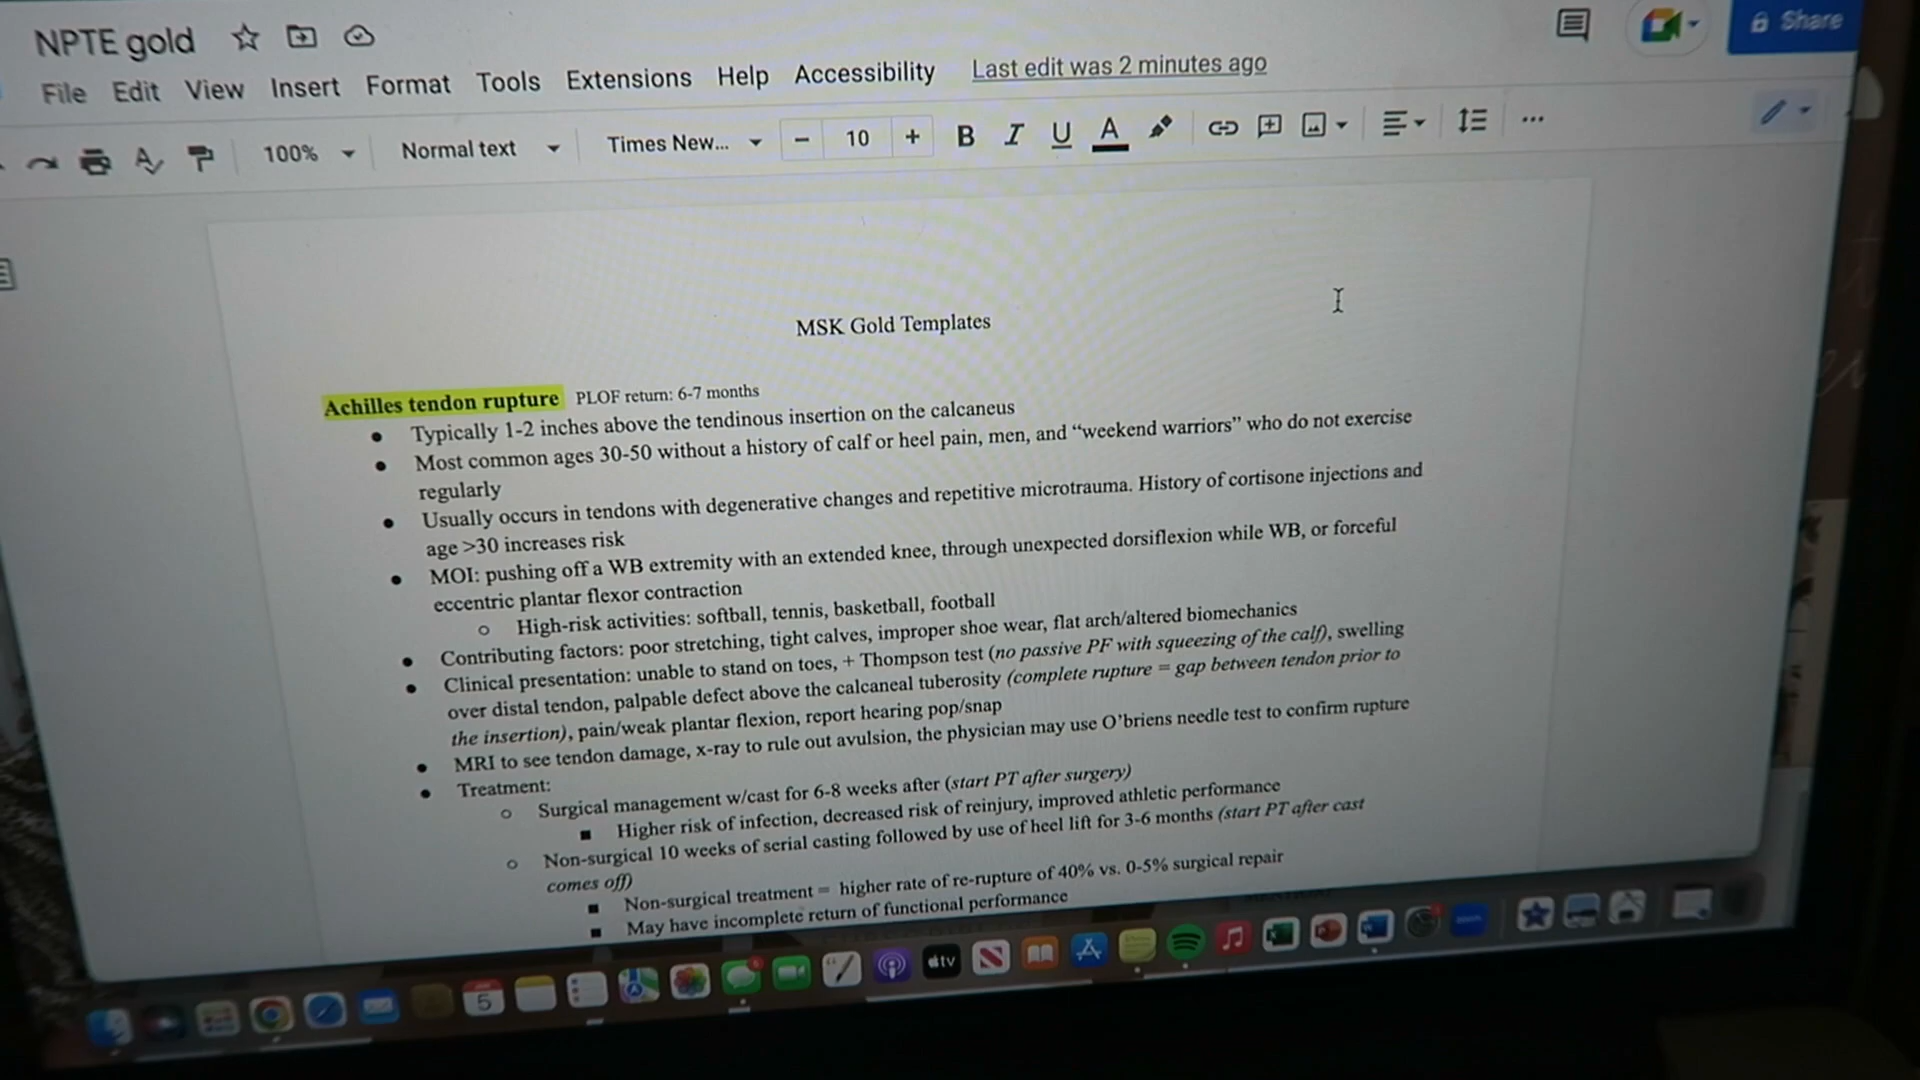 NPTE gold
File Edit View Insert Format Tools Extensions Help Accessibility Last edit was 2 minutes ago
Share
100% Normal text Times New... − 10 + B I U A
MSK Gold Templates
Achilles tendon rupture PLOF return: 6-7 months
● Typically 1-2 inches above the tendinous insertion on the calcaneus
● Most common ages 30-50 without a history of calf or heel pain, men, and “weekend warriors” who do not exercise
regularly
● Usually occurs in tendons with degenerative changes and repetitive microtrauma. History of cortisone injections and
age >30 increases risk
● MOI: pushing off a WB extremity with an extended knee, through unexpected dorsiflexion while WB, or forceful
eccentric plantar flexor contraction
○ High-risk activities: softball, tennis, basketball, football
● Contributing factors: poor stretching, tight calves, improper shoe wear, flat arch/altered biomechanics
● Clinical presentation: unable to stand on toes, + Thompson test (no passive PF with squeezing of the calf), swelling
over distal tendon, palpable defect above the calcaneal tuberosity (complete rupture = gap between tendon prior to
the insertion), pain/weak plantar flexion, report hearing pop/snap
● MRI to see tendon damage, x-ray to rule out avulsion, the physician may use O’briens needle test to confirm rupture
● Treatment:
○ Surgical management w/cast for 6-8 weeks after (start PT after surgery)
■ Higher risk of infection, decreased risk of reinjury, improved athletic performance
○ Non-surgical 10 weeks of serial casting followed by use of heel lift for 3-6 months (start PT after cast
comes off)
■ Non-surgical treatment = higher rate of re-rupture of 40% vs. 0-5% surgical repair
■ May have incomplete return of functional performance
5
tv